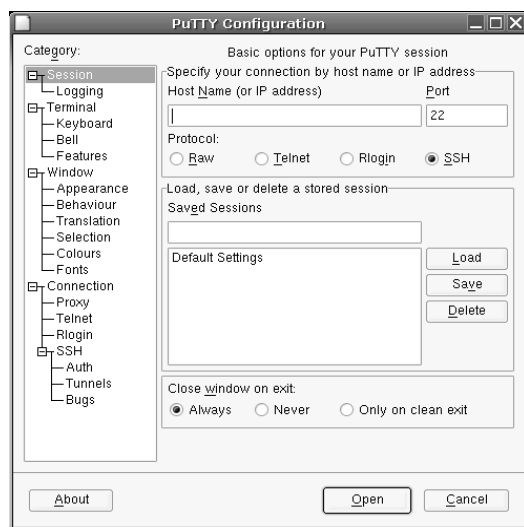 PuTTY Configuration
Category:
Session
Logging
Terminal
Keyboard
Bell
Features
Window
Appearance
Behaviour
Translation
Selection
Colours
Fonts
Connection
Proxy
Telnet
Rlogin
SSH
Auth
Tunnels
Bugs
Basic options for your PuTTY session
Specify your connection by host name or IP address
Host Name (or IP address) Port
22
Protocol:
Raw Telnet Rlogin SSH
Load, save or delete a stored session
Saved Sessions
Default Settings
Load
Save
Delete
Close window on exit:
Always Never Only on clean exit
About Open Cancel